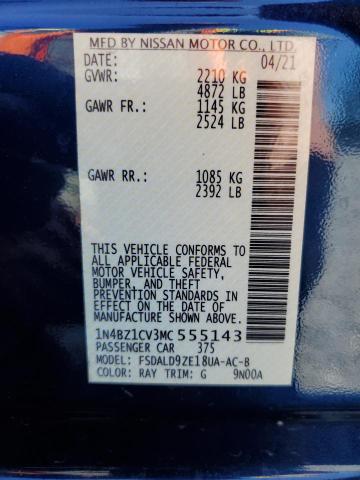 MFD BY NISSAN MOTOR CO., LTD.
DATE: 04/21
GVWR: 2210 KG
4872 LB
GAWR FR.: 1145 KG
2524 LB
GAWR RR.: 1085 KG
2392 LB
THIS VEHICLE CONFORMS TO
ALL APPLICABLE FEDERAL
MOTOR VEHICLE SAFETY,
BUMPER, AND THEFT
PREVENTION STANDARDS IN
EFFECT ON THE DATE OF
MANUFACTURE SHOWN ABOVE.
1N4BZ1CV3MC555143
PASSENGER CAR 375
MODEL: FSDALD9ZE18UA-AC-B
COLOR: RAY TRIM: G 9N00A